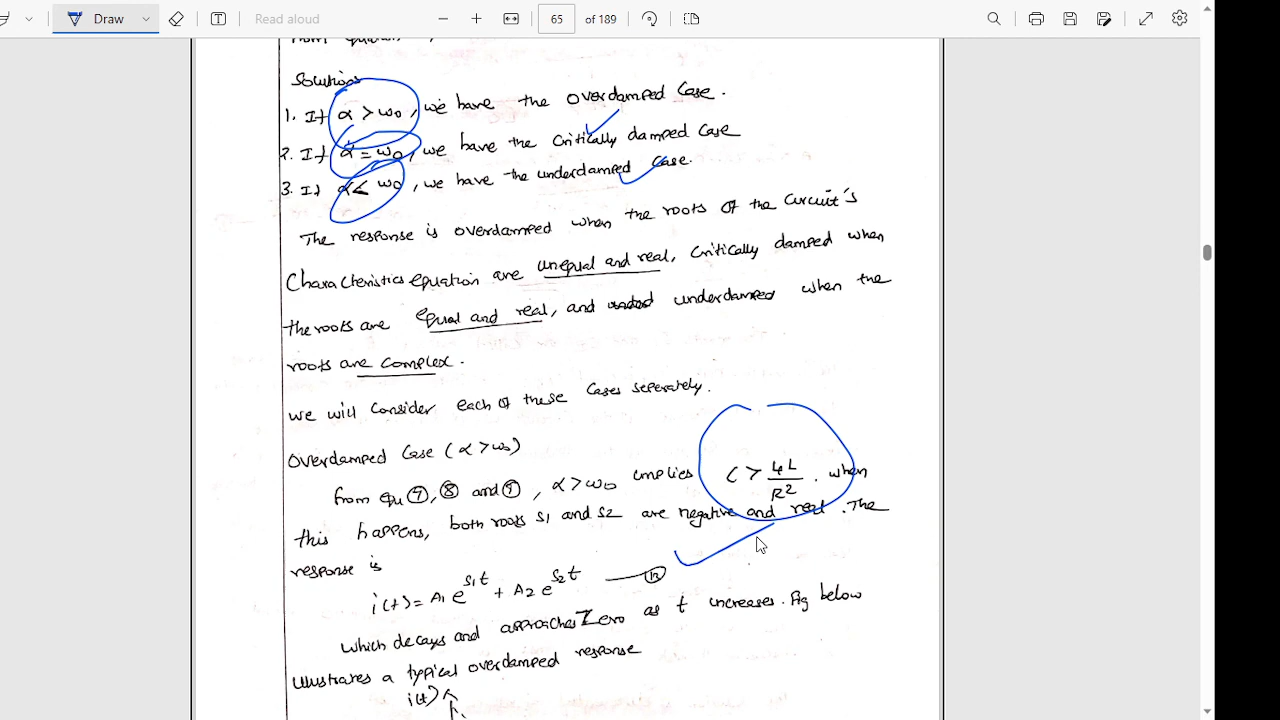 Draw
Read aloud
65 of 189
from equation
Solutions
1. If α > ω0, we have the overdamped case.
2. If α = ω0, we have the critically damped case
3. If α < ω0, we have the underdamped case.
The response is overdamped when the roots of the circuit's
Characteristics equation are unequal and real, critically damped when
the roots are equal and real, and underdamped when the
roots are complex.
we will consider each of these cases seperately.
Overdamped Case (α > ω0)
from equ ⑦, ⑧ and ⑨, α > ω0 implies C > 4L/R². when
this happens, both roots s1 and s2 are negative and real. The
response is
i(t) = A1 e^s1t + A2 e^s2t —— ⑫
which decays and approaches Zero as t increases. Fig below
illustrates a typical overdamped response
i(t)